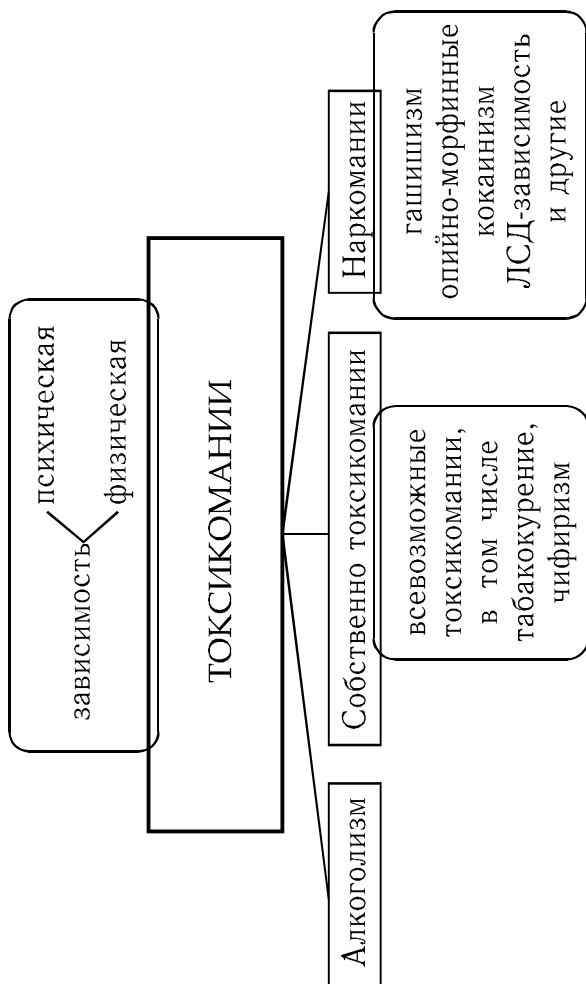 зависимость
психическая
физическая
ТОКСИКОМАНИИ
Алкоголизм
Собственно токсикомании
всевозможные
токсикомании,
в том числе
табакокурение,
чифиризм
Наркомании
гашишизм
опийно-морфинные
кокаинизм
ЛСД-зависимость
и другие